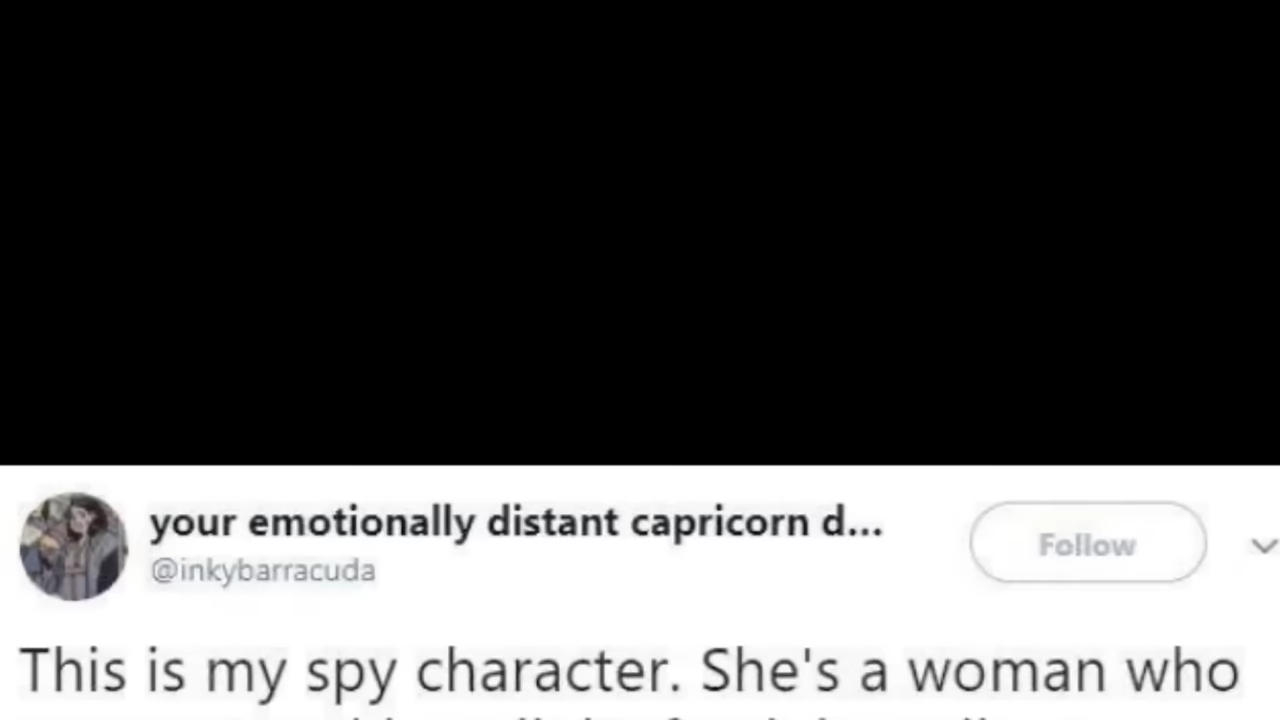 your emotionally distant capricorn d...
@inkybarracuda
Follow
This is my spy character. She's a woman who